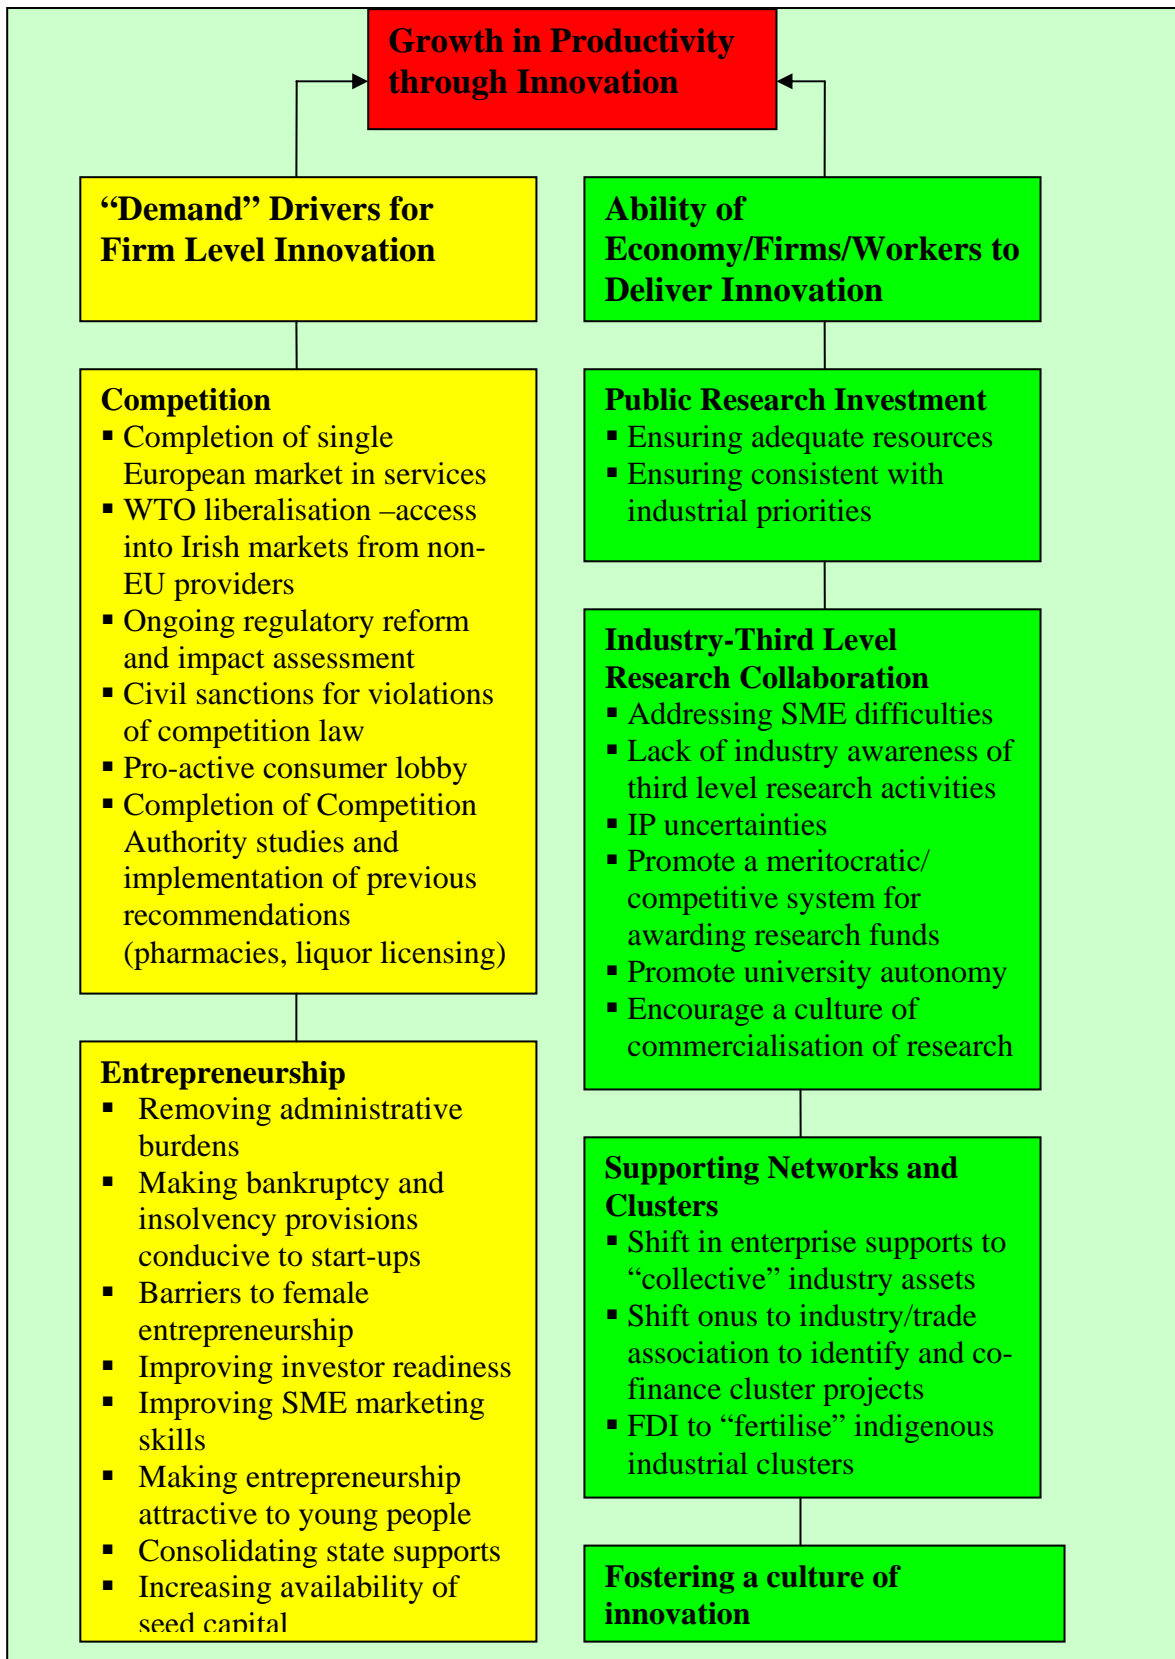 Growth in Productivity
through Innovation
“Demand” Drivers for
Firm Level Innovation
Competition
▪ Completion of single
European market in services
▪ WTO liberalisation –access
into Irish markets from non-
EU providers
▪ Ongoing regulatory reform
and impact assessment
▪ Civil sanctions for violations
of competition law
▪ Pro-active consumer lobby
▪ Completion of Competition
Authority studies and
implementation of previous
recommendations
(pharmacies, liquor licensing)
Entrepreneurship
▪ Removing administrative
burdens
▪ Making bankruptcy and
insolvency provisions
conducive to start-ups
▪ Barriers to female
entrepreneurship
▪ Improving investor readiness
▪ Improving SME marketing
skills
▪ Making entrepreneurship
attractive to young people
▪ Consolidating state supports
▪ Increasing availability of
seed capital
Ability of
Economy/Firms/Workers to
Deliver Innovation
Public Research Investment
▪ Ensuring adequate resources
▪ Ensuring consistent with
industrial priorities
Industry-Third Level
Research Collaboration
▪ Addressing SME difficulties
▪ Lack of industry awareness of
third level research activities
▪ IP uncertainties
▪ Promote a meritocratic/
competitive system for
awarding research funds
▪ Promote university autonomy
▪ Encourage a culture of
commercialisation of research
Supporting Networks and
Clusters
▪ Shift in enterprise supports to
“collective” industry assets
▪ Shift onus to industry/trade
association to identify and co-
finance cluster projects
▪ FDI to “fertilise” indigenous
industrial clusters
Fostering a culture of
innovation